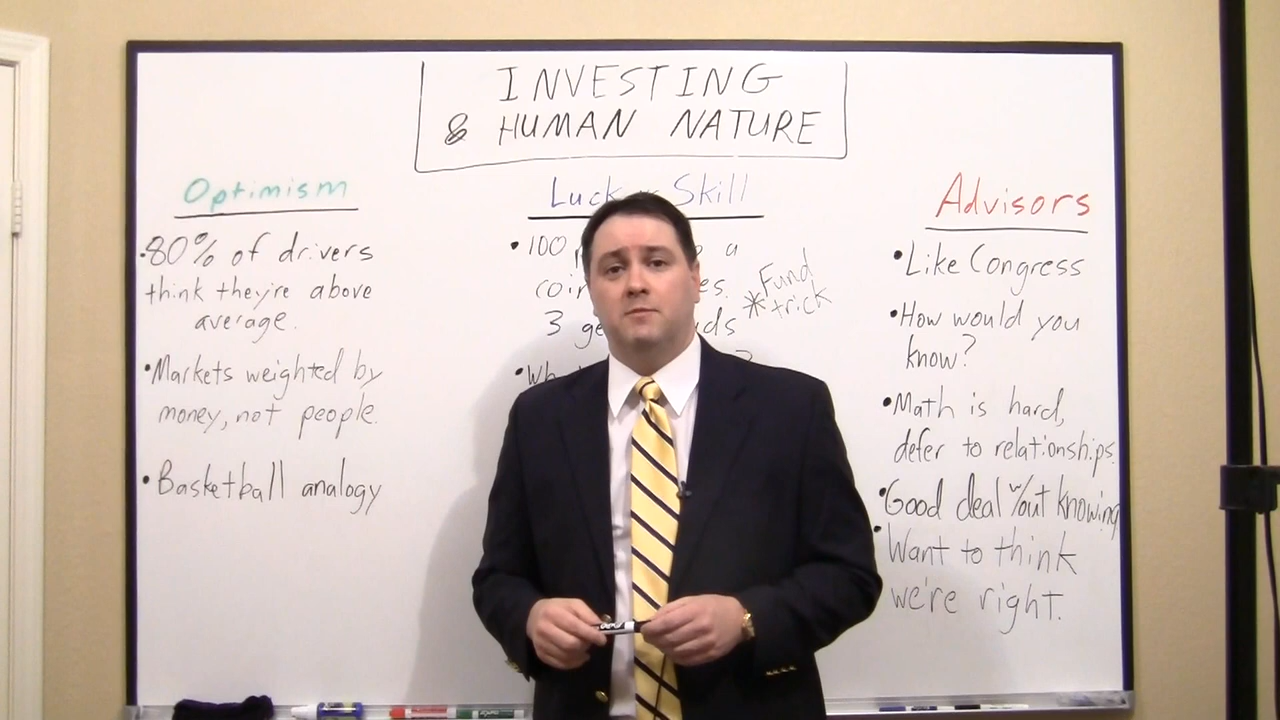 INVESTING
& HUMAN NATURE
Optimism
•80% of drivers
think they're above
average.
•Markets weighted by
money, not people.
•Basketball analogy
Luck Skill
•100 a
es.
3
*Fund
trick
•
?
Advisors
•Like Congress
•How would you
know?
•Math is hard,
defer to relationships.
•Good deal w/out knowing
•Want to think
we're right.